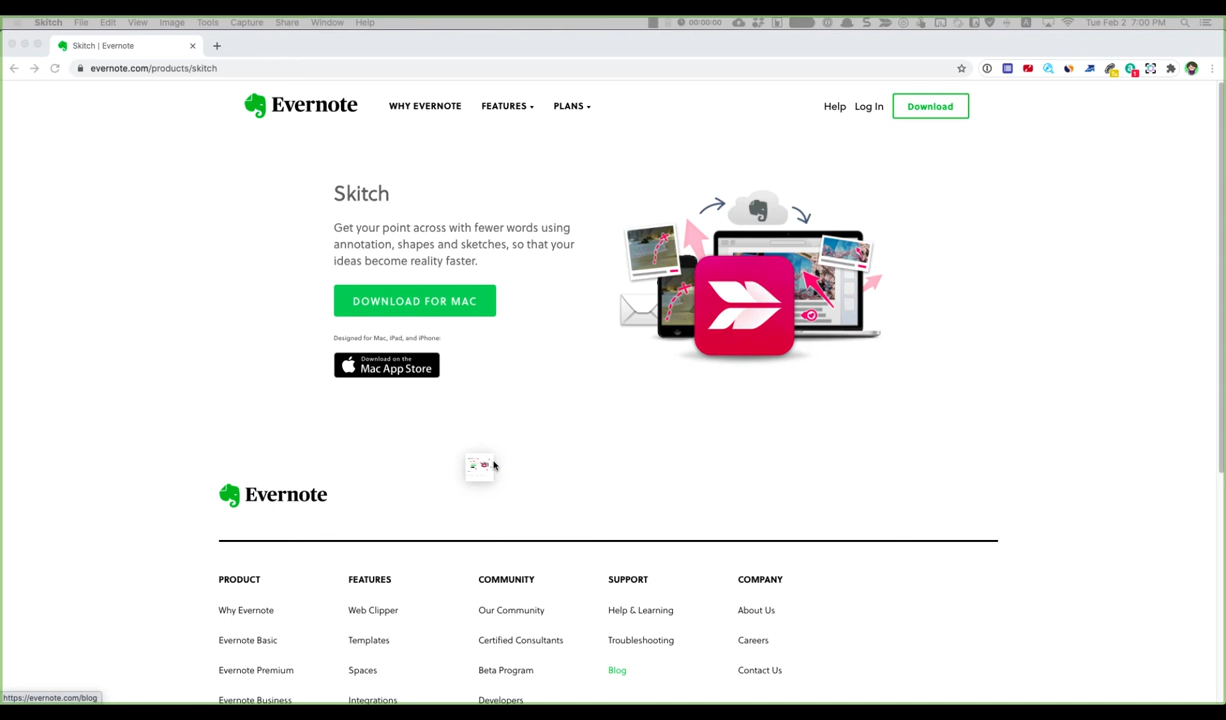 Skitch File Edit View Image Tools Capture Share Window Help 00:00:00 Tue Feb 2 7:00 PM
Skitch | Evernote
evernote.com/products/skitch
Evernote WHY EVERNOTE FEATURES PLANS Help Log In Download
Skitch
Get your point across with fewer words using
annotation, shapes and sketches, so that your
ideas become reality faster.
DOWNLOAD FOR MAC
Designed for Mac, iPad, and iPhone:
Download on the
Mac App Store
Evernote
PRODUCT FEATURES COMMUNITY SUPPORT COMPANY
Why Evernote Web Clipper Our Community Help & Learning About Us
Evernote Basic Templates Certified Consultants Troubleshooting Careers
Evernote Premium Spaces Beta Program Blog Contact Us
Evernote Business Integrations Developers
https://evernote.com/blog